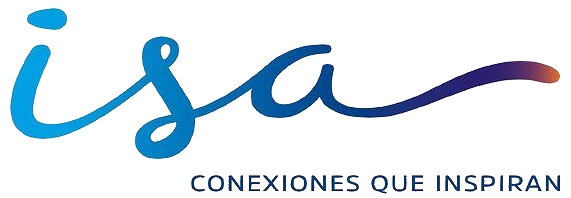 isa
CONEXIONES QUE INSPIRAN